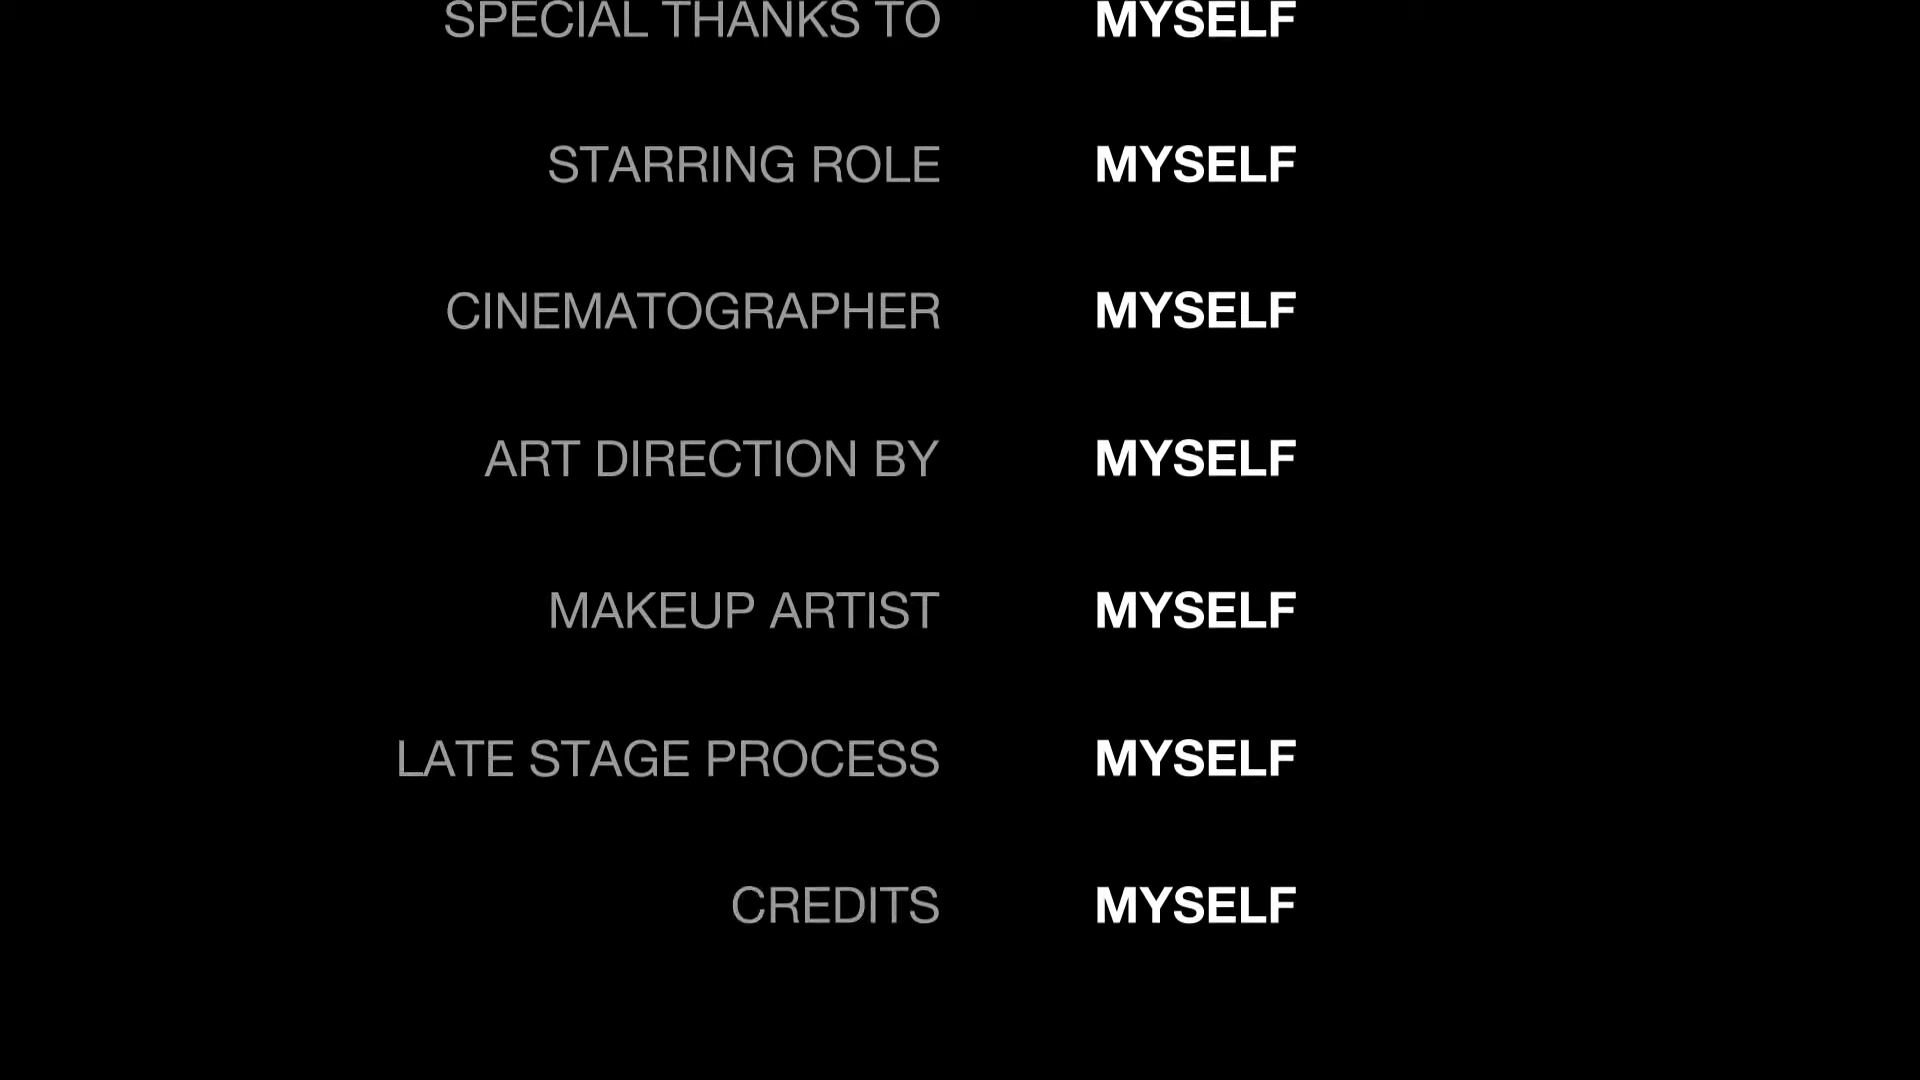 SPECIAL THANKS TO MYSELF
STARRING ROLE MYSELF
CINEMATOGRAPHER MYSELF
ART DIRECTION BY MYSELF
MAKEUP ARTIST MYSELF
LATE STAGE PROCESS MYSELF
CREDITS MYSELF